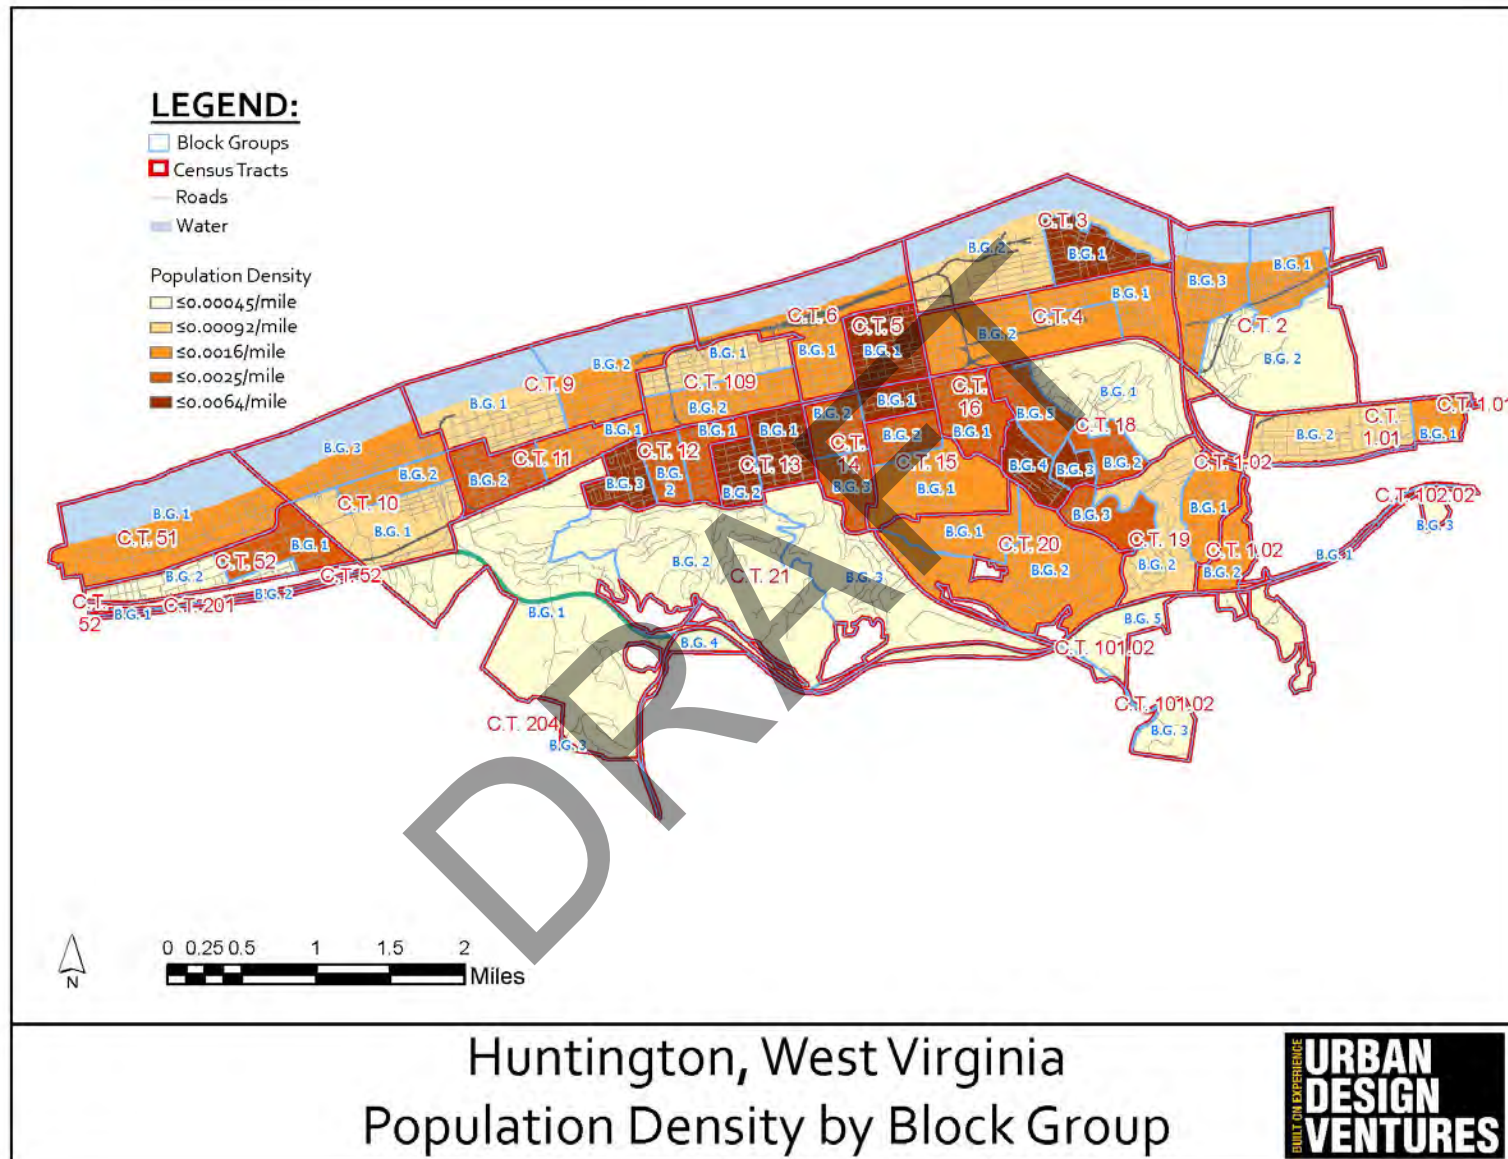 LEGEND:
Block Groups
Census Tracts
Roads
Water
Population Density
≤0.00045/mile
≤0.00092/mile
≤0.0016/mile
≤0.0025/mile
≤0.0064/mile
C.T. 3
B.G. 2
B.G. 1
B.G. 1
B.G. 3
B.G. 1
C.T. 6
C.T. 5
C.T. 4
C.T. 2
B.G. 2
B.G. 1
B.G. 1
B.G. 1
B.G. 2
B.G. 2
C.T. 9
C.T. 109
C.T. 16
B.G. 1
B.G. 1
B.G. 2
B.G. 2
B.G. 1
B.G. 5
C.T. 18
C.T. 1.01
C.T. 1.01
B.G. 2
B.G. 1
B.G. 3
B.G. 1
B.G. 1
B.G. 1
B.G. 2
B.G. 1
C.T. 12
C.T. 11
C.T. 13
C.T. 14
C.T. 15
B.G. 2
B.G. 2
B.G. 3
B.G. 2
B.G. 2
B.G. 3
B.G. 1
B.G. 4
B.G. 3
B.G. 2
C.T. 1.02
C.T. 10
B.G. 1
C.T. 102.02
B.G. 3
B.G. 1
C.T. 51
B.G. 1
C.T. 52
B.G. 2
C.T. 52
B.G. 1
C.T. 20
B.G. 2
B.G. 3
C.T. 19
B.G. 2
B.G. 1
C.T. 1.02
B.G. 2
B.G. 1
C.T. 52
B.G. 1
C.T. 201
B.G. 2
B.G. 2
C.T. 21
B.G. 3
B.G. 1
B.G. 4
B.G. 5
C.T. 101.02
C.T. 101.02
B.G. 3
C.T. 204
B.G. 3
DRAFT
0 0.25 0.5 1 1.5 2
Miles
N
Huntington, West Virginia
Population Density by Block Group
BUILT ON EXPERIENCE
URBAN
DESIGN
VENTURES